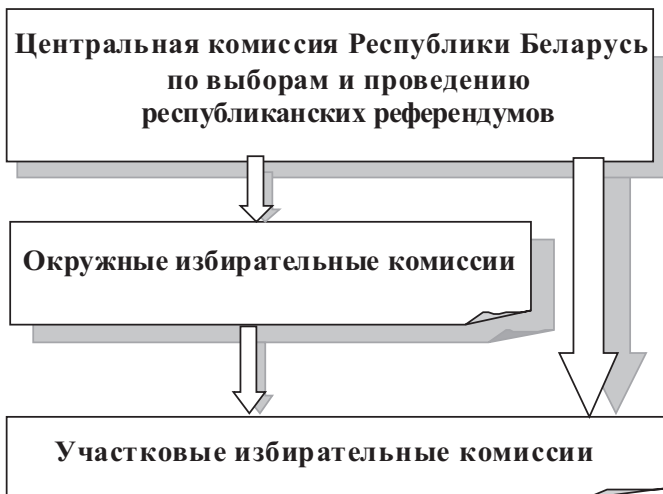 Центральная комиссия Республики Беларусь
по выборам и проведению
республиканских референдумов
Окружные избирательные комиссии
Участковые избирательные комиссии